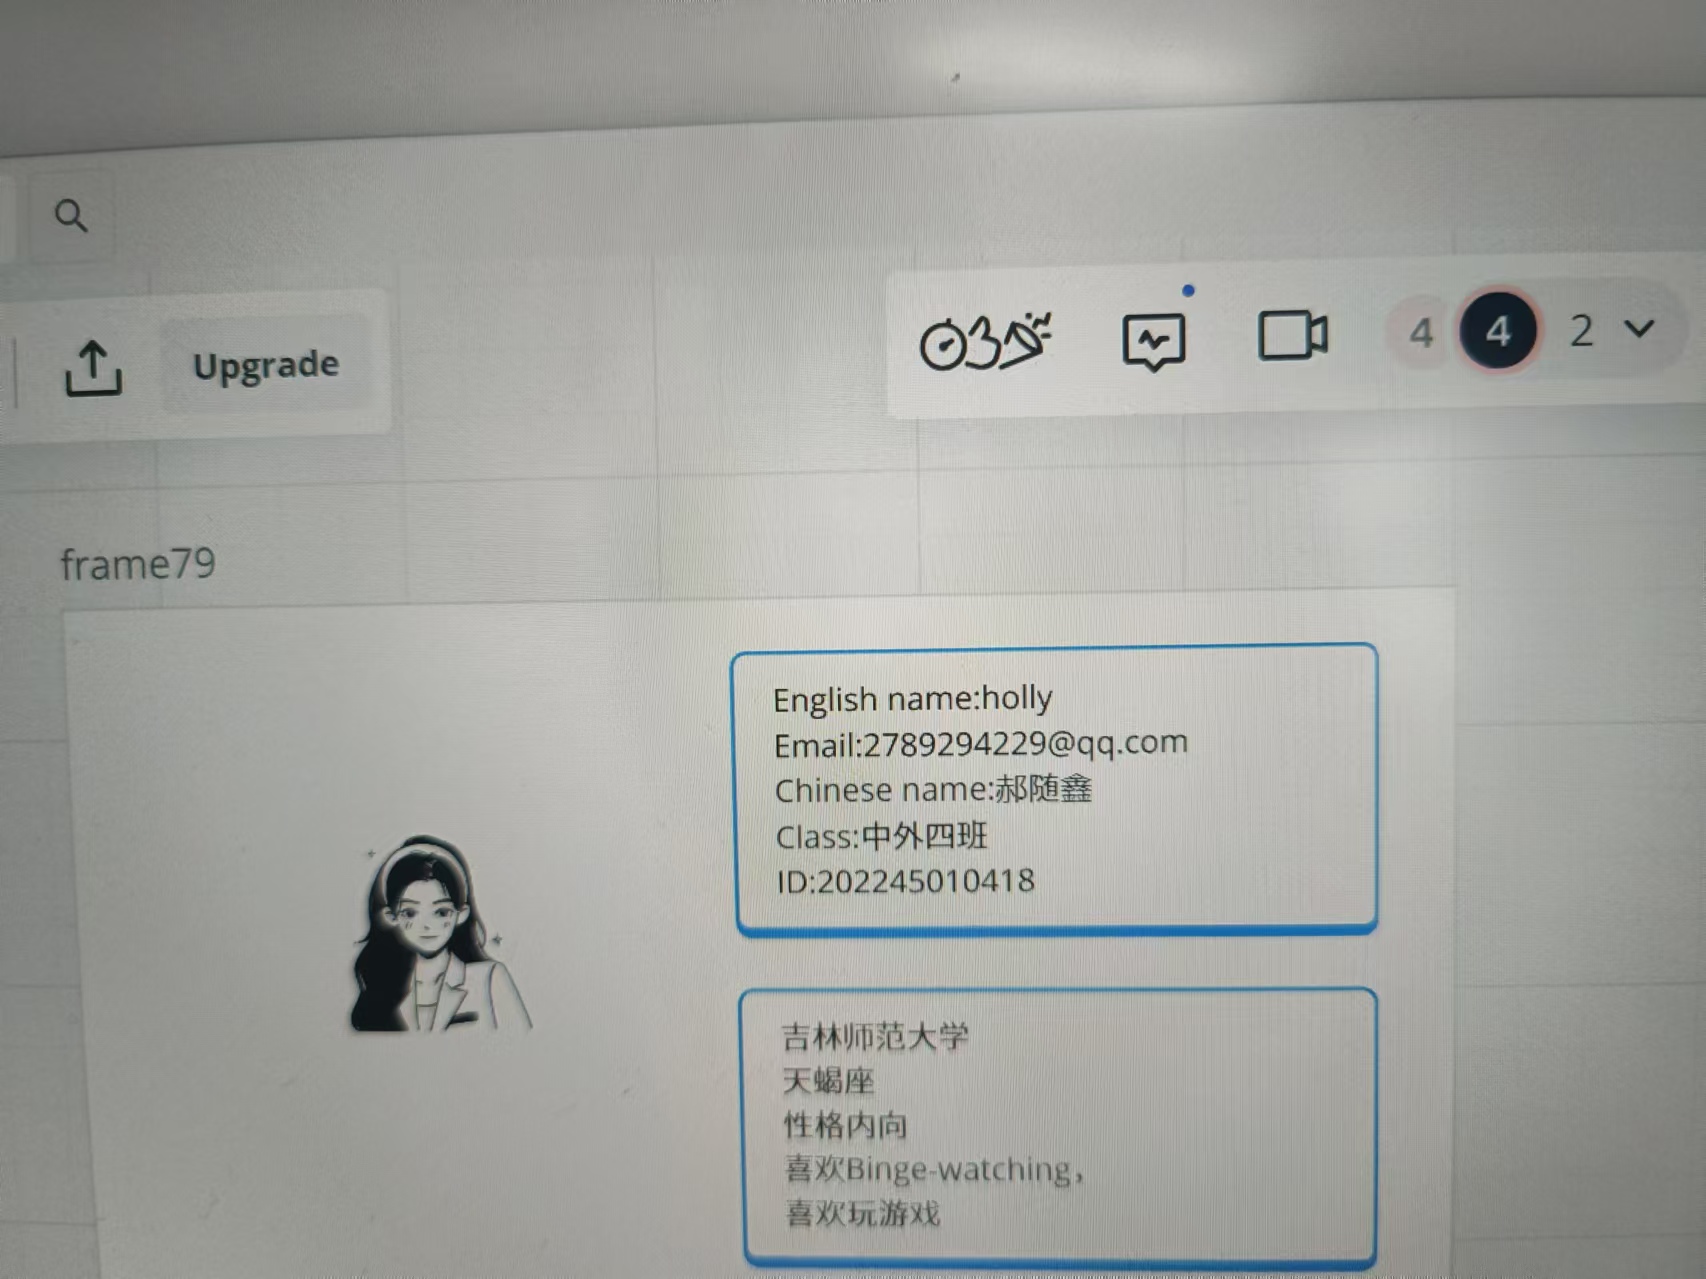 Upgrade
4
4
2
frame79
English name:holly
Email:2789294229@qq.com
Chinese name:郝随鑫
Class:中外四班
ID:202245010418
吉林师范大学
天蝎座
性格内向
喜欢Binge-watching，
喜欢玩游戏